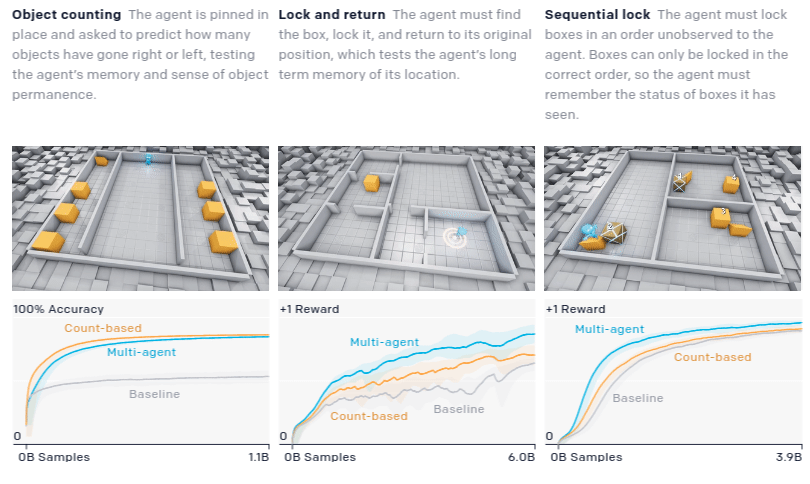 Object counting The agent is pinned in
place and asked to predict how many
objects have gone right or left, testing
the agent's memory and sense of object
permanence.
Lock and return The agent must find
the box, lock it, and return to its original
position, which tests the agent's long
term memory of its location.
Sequential lock The agent must lock
boxes in an order unobserved to the
agent. Boxes can only be locked in the
correct order, so the agent must
remember the status of boxes it has
seen.
100% Accuracy
Count-based
Multi-agent
Baseline
0
0B Samples
1.1B
+1 Reward
Multi-agent
Count-based
Baseline
0
0B Samples
6.0B
+1 Reward
Multi-agent
Count-based
Baseline
0
0B Samples
3.9B